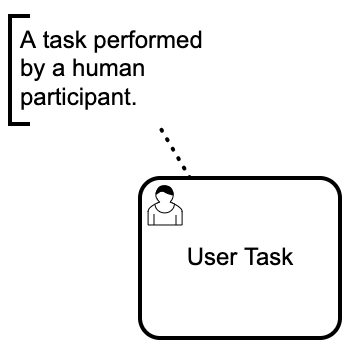 A task performed
by a human
participant.
User Task